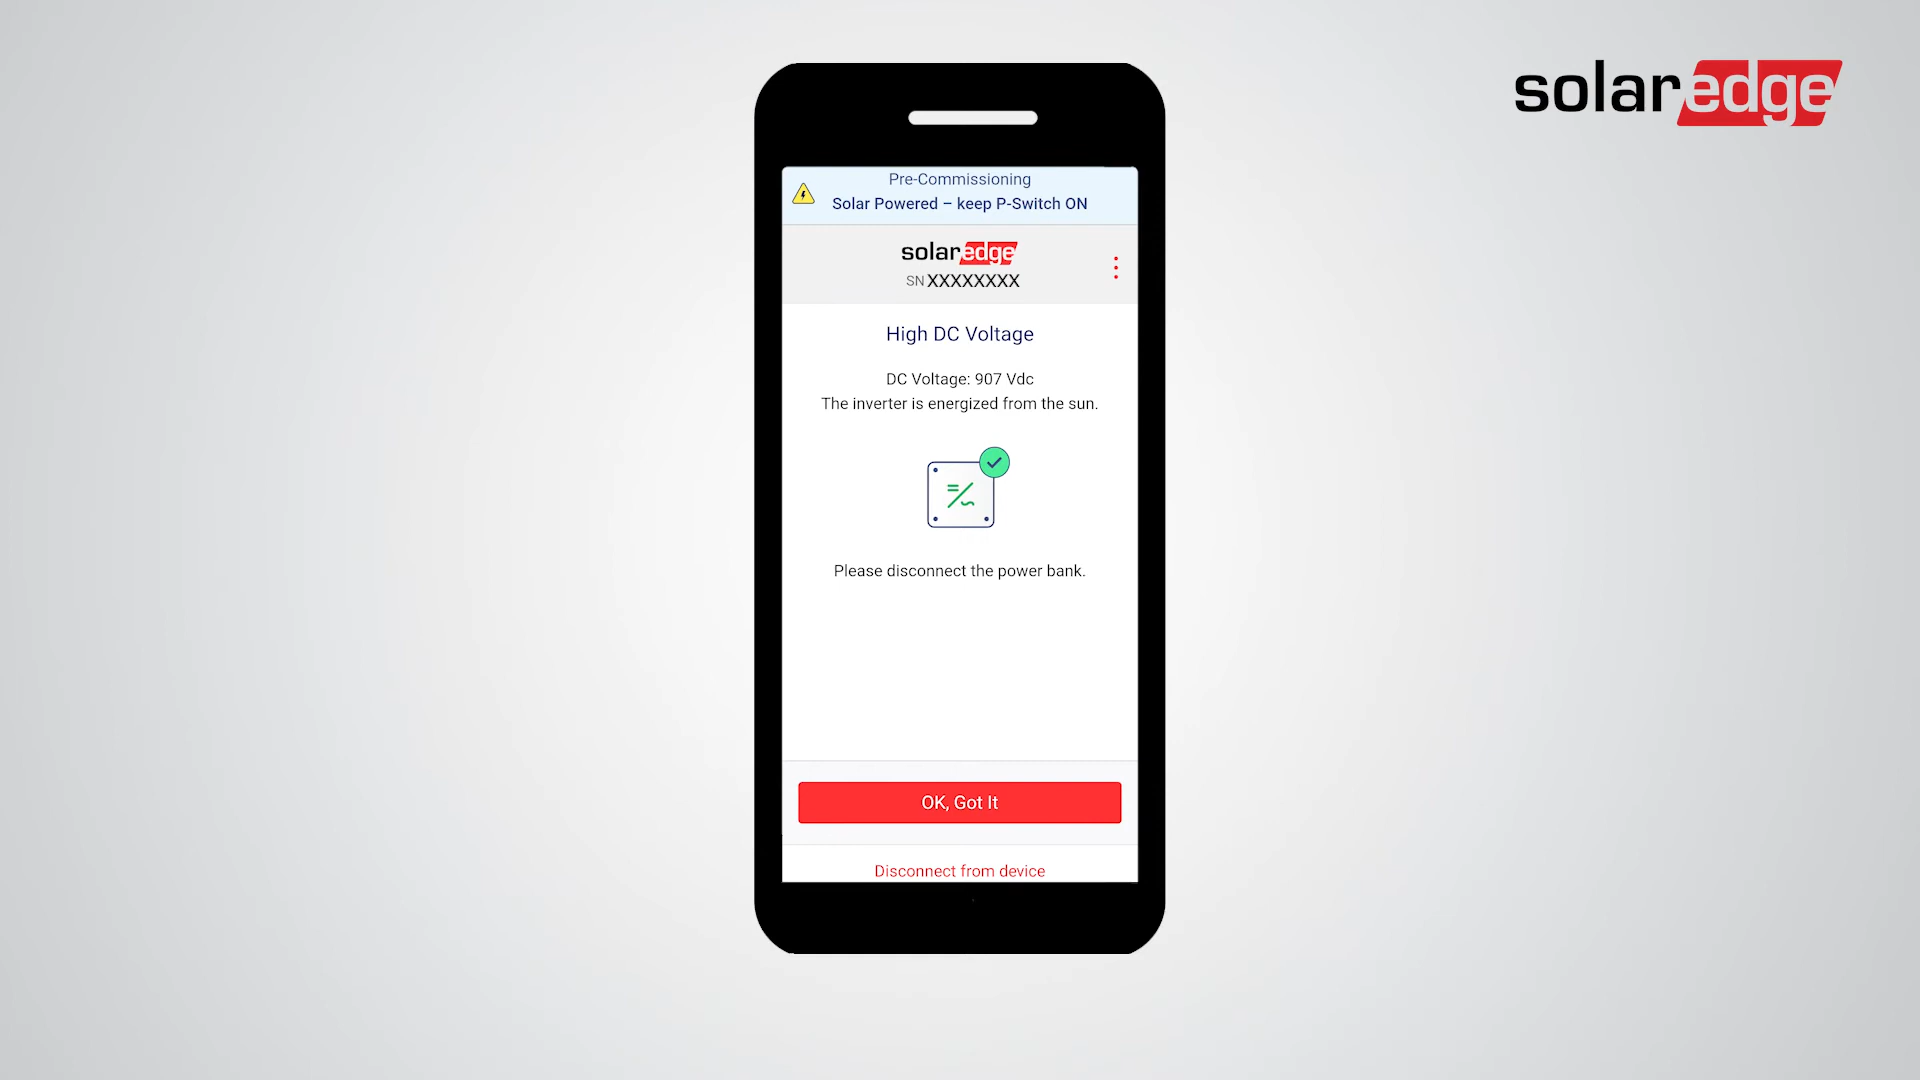 solaredge
Pre-Commissioning
Solar Powered – keep P-Switch ON
solaredge
SN XXXXXXXX
High DC Voltage
DC Voltage: 907 Vdc
The inverter is energized from the sun.
Please disconnect the power bank.
OK, Got It
Disconnect from device